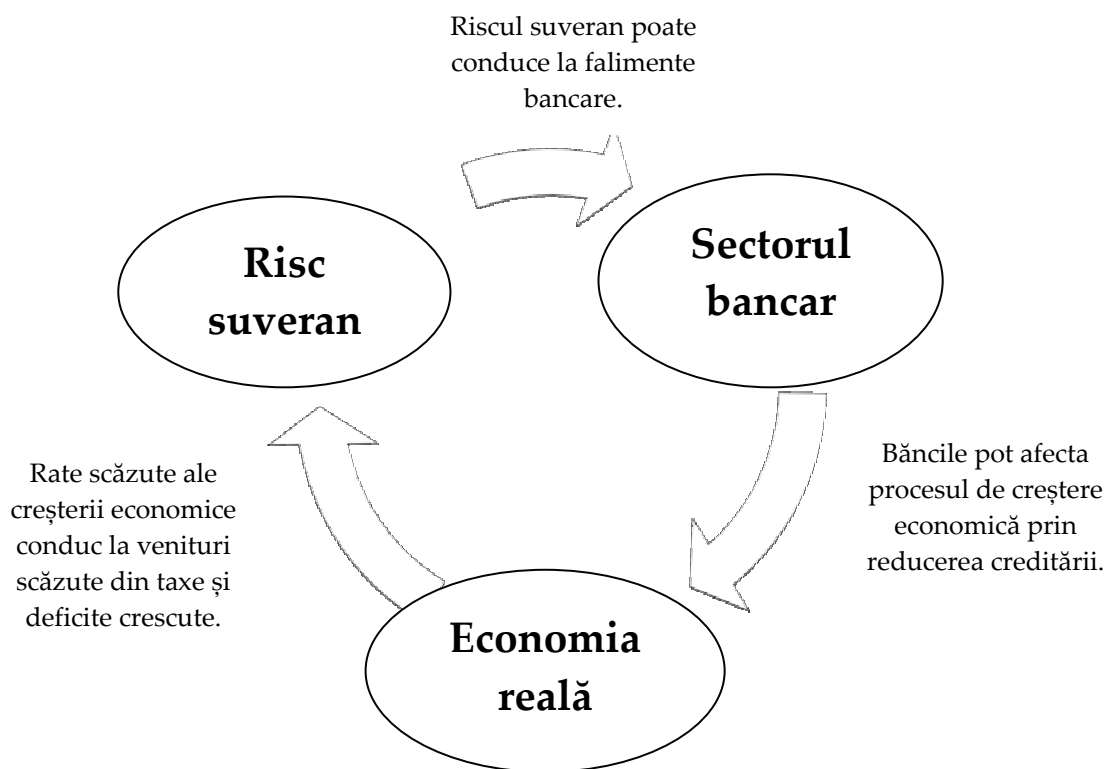 Riscul suveran poate
conduce la falimente
bancare.
Risc
suveran
Sectorul
bancar
Rate scăzute ale
creșterii economice
conduc la venituri
scăzute din taxe și
deficite crescute.
Băncile pot afecta
procesul de creștere
economică prin
reducerea creditării.
Economia
reală